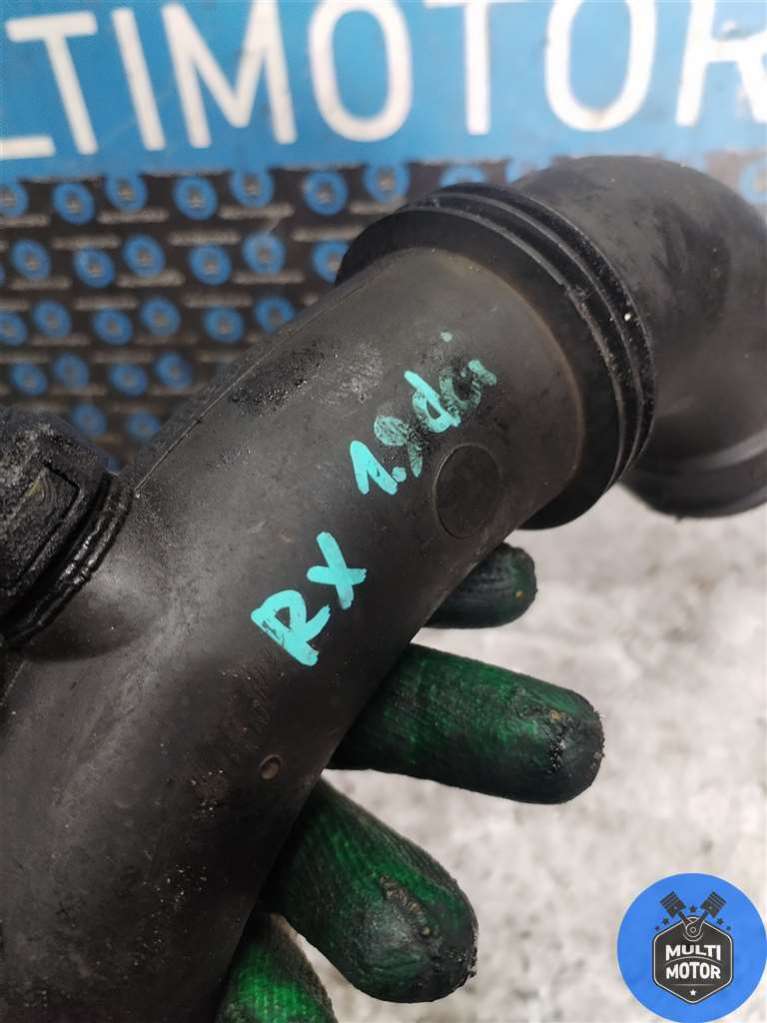 LTIMOTOR
RX 1.9dci
MULTI
MOTOR